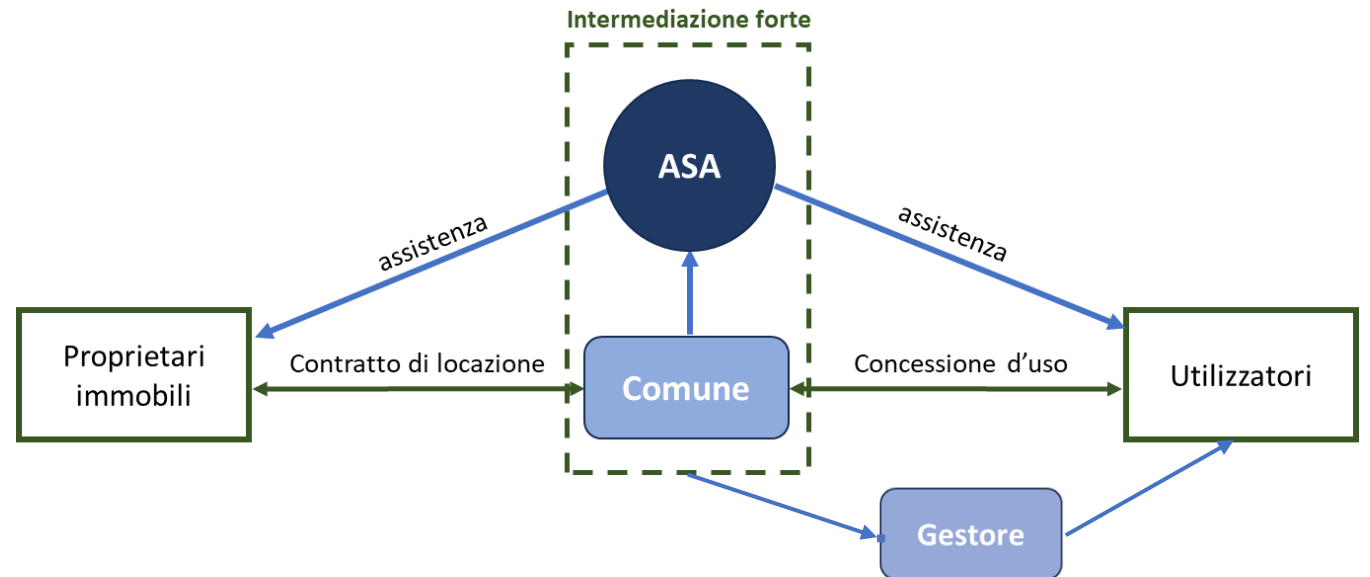 Intermediazione forte
ASA
assistenza
assistenza
Proprietari
immobili
Contratto di locazione
Comune
Concessione d’uso
Utilizzatori
Gestore